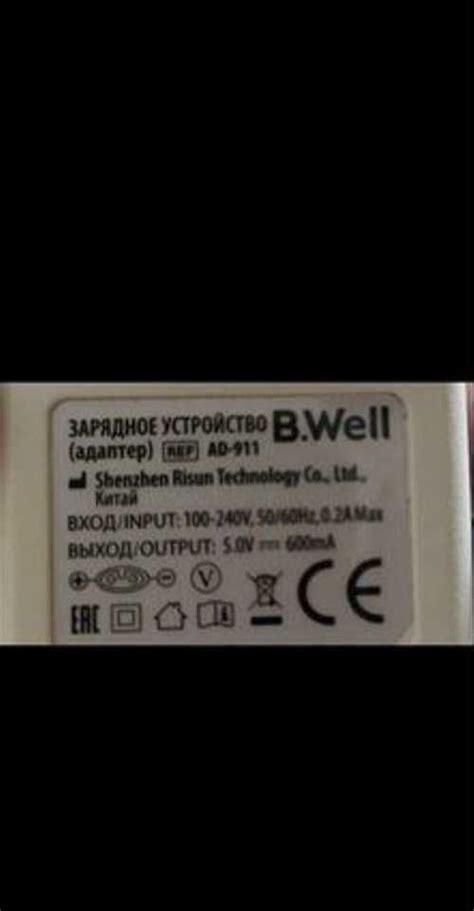 ЗАРЯДНОЕ УСТРОЙСТВО B.Well
(адаптер) REF AD-911
Shenzhen Risun Technology Co., Ltd.,
Китай
ВХОД/INPUT: 100-240V, 50/60Hz, 0.2A Max
ВЫХОД/OUTPUT: 5.0V ⎓ 600mA
V
EAC CE